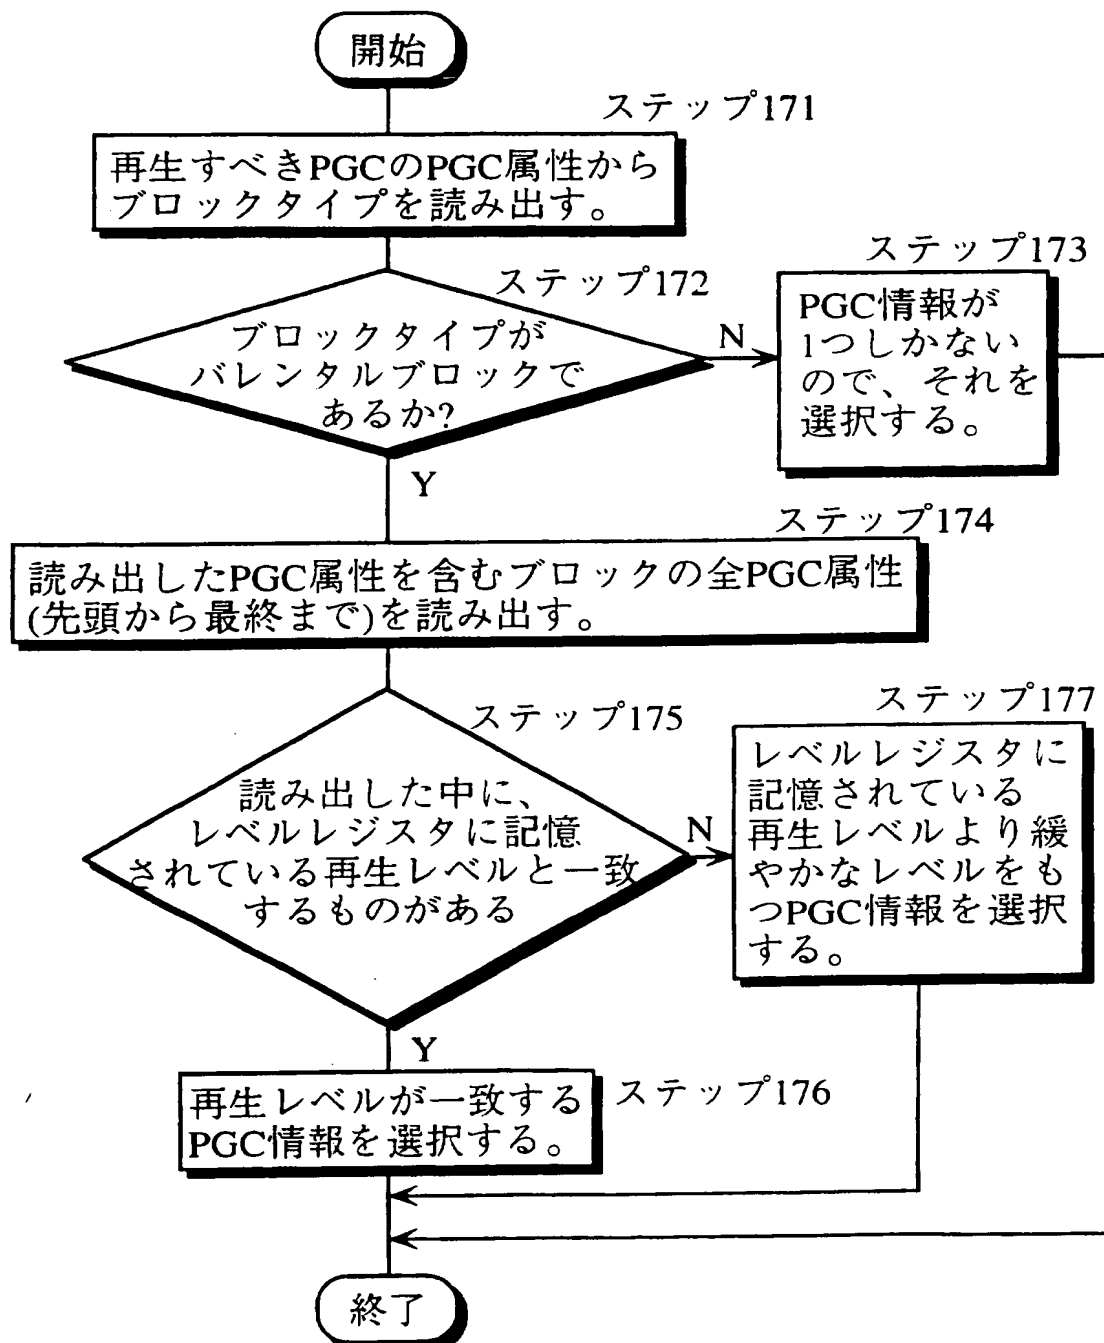 開始
ステップ171
再生すべきPGCのPGC属性から
ブロックタイプを読み出す。
ステップ172
ブロックタイプが
バレンタルブロックで
あるか?
N
Y
ステップ173
PGC情報が
1つしかない
ので、それを
選択する。
ステップ174
読み出したPGC属性を含むブロックの全PGC属性
(先頭から最終まで)を読み出す。
ステップ175
読み出した中に、
レベルレジスタに記憶
されている再生レベルと一致
するものがある
N
Y
ステップ177
レベルレジスタに
記憶されている
再生レベルより緩
やかなレベルをも
つPGC情報を選択
する。
再生レベルが一致する
PGC情報を選択する。
ステップ176
終了